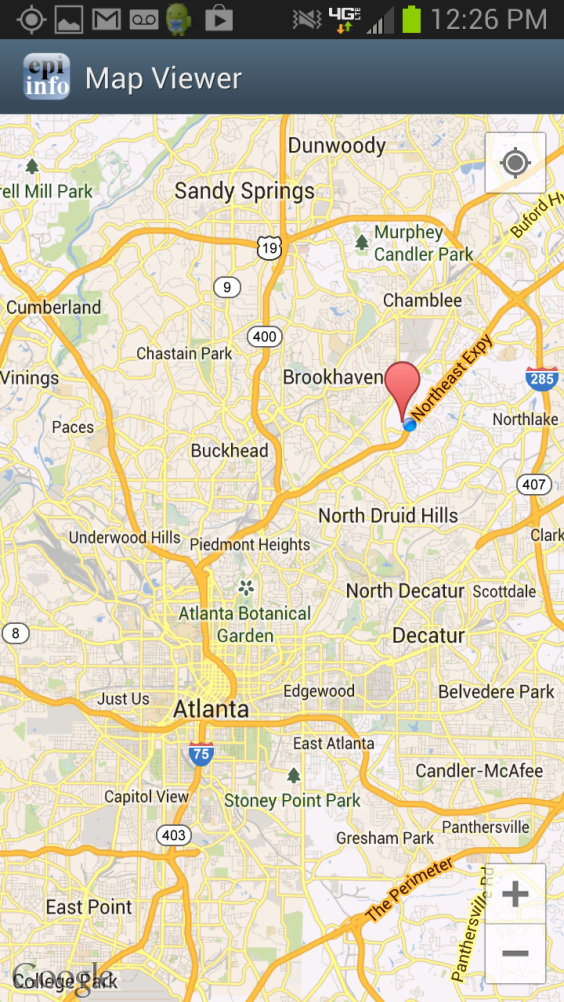 4G LTE 12:26 PM
epi info Map Viewer
Dunwoody
rell Mill Park
Sandy Springs
Buford Hw
19
Murphey
Candler Park
9
Chamblee
Cumberland
400
Chastain Park
Northeast Expy
Vinings
Brookhaven
285
Paces
Northlake
Buckhead
407
North Druid Hills
Underwood Hills
Piedmont Heights
Clark
North Decatur
Scottdale
Atlanta Botanical
Garden
8
Decatur
Just Us
Edgewood
Belvedere Park
Atlanta
75
East Atlanta
Candler-McAfee
Capitol View
Stoney Point Park
403
Gresham Park
Panthersville
The Perimeter
East Point
Panthersville Rd
+
−
Google
College Park